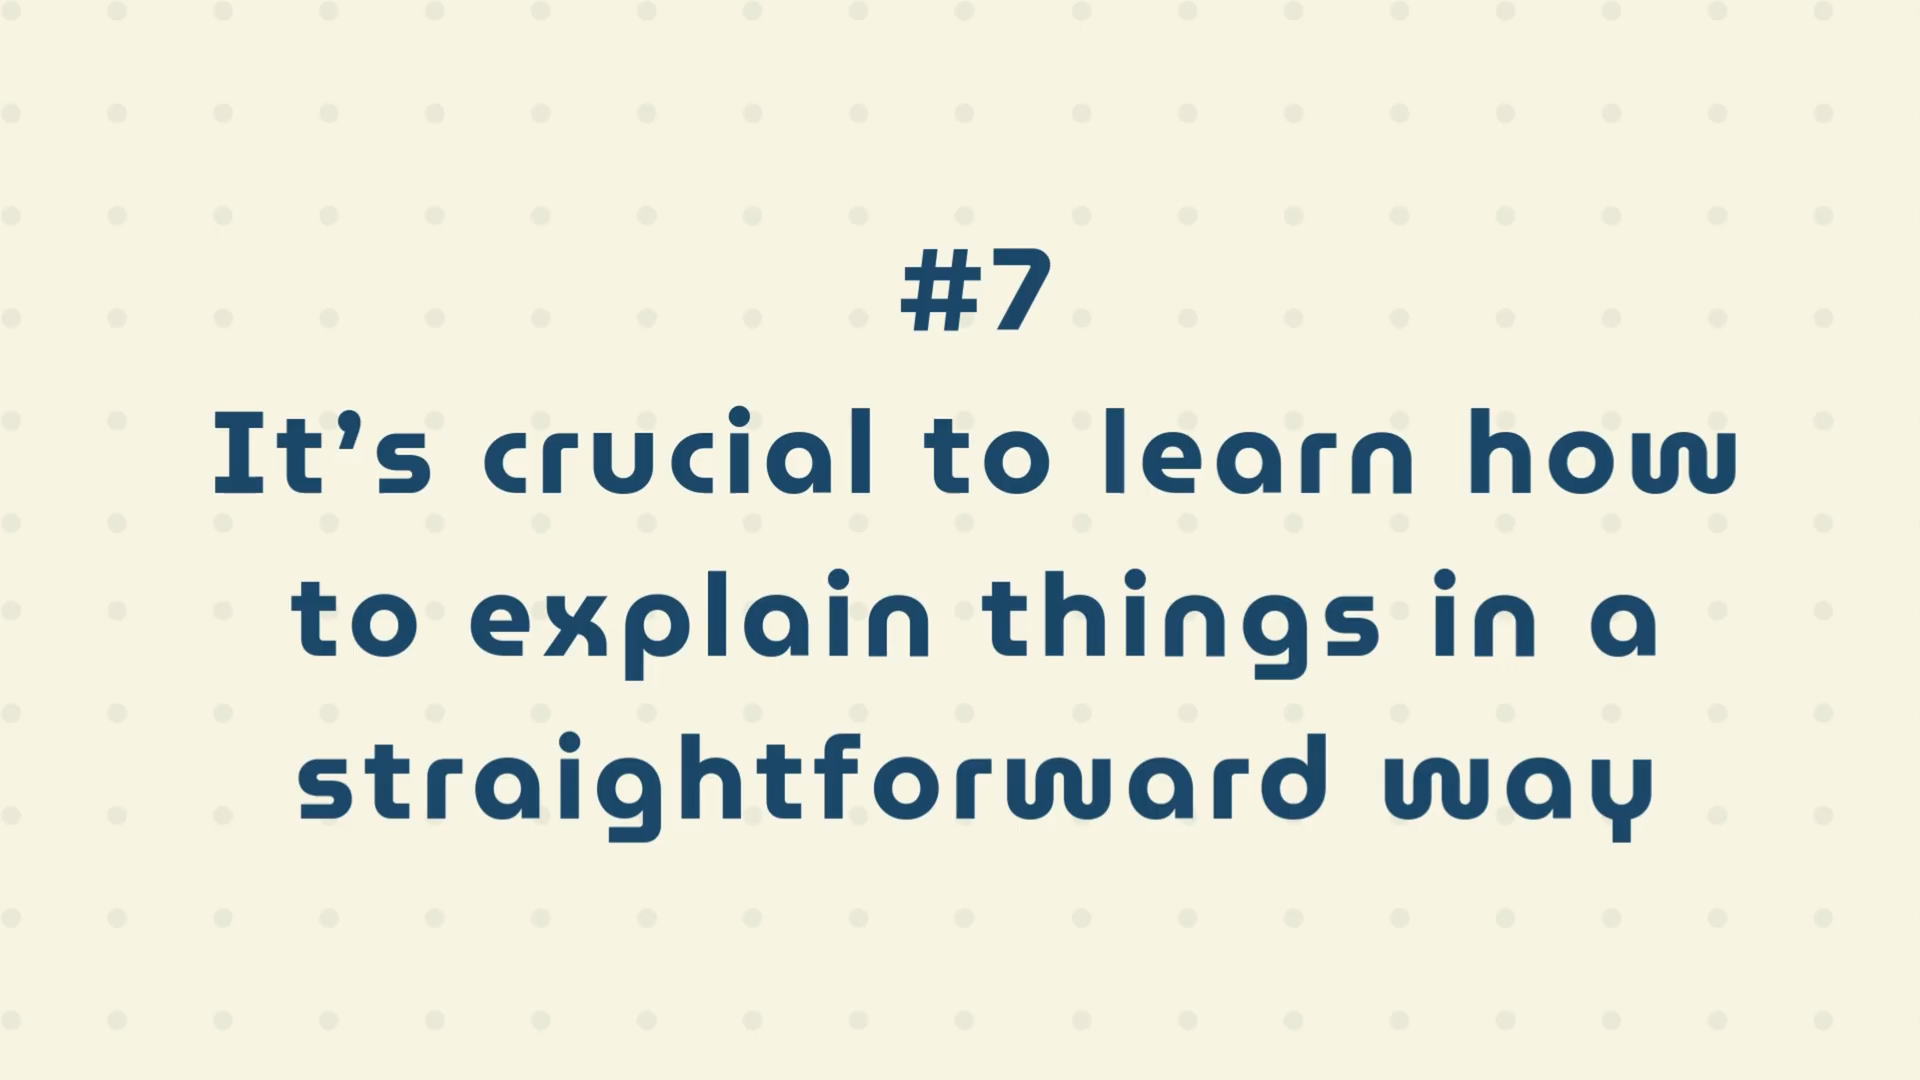 #7
It’s crucial to learn how
to explain things in a
straightforward way